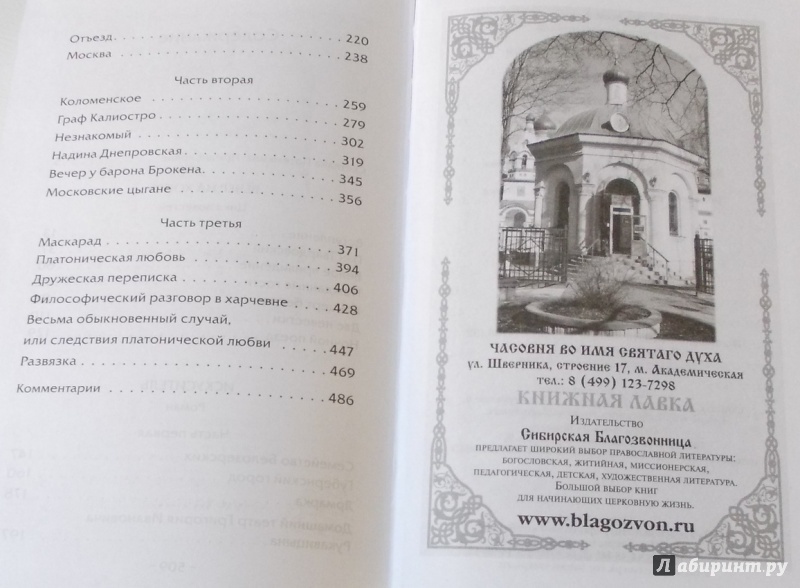 Отъезд. . . . . . . . . . . . . . . . . . . . . . . . 220
Москва . . . . . . . . . . . . . . . . . . . . . . . . 238
Часть вторая
Коломенское . . . . . . . . . . . . . . . . . . . . 259
Граф Калиостро . . . . . . . . . . . . . . . . . . 279
Незнакомый . . . . . . . . . . . . . . . . . . . . 302
Надина Днепровская. . . . . . . . . . . . . . . . 319
Вечер у барона Брокена. . . . . . . . . . . . . . 345
Московские цыгане . . . . . . . . . . . . . . . . 356
Часть третья
Маскарад . . . . . . . . . . . . . . . . . . . . . . 371
Платоническая любовь . . . . . . . . . . . . . . 394
Дружеская переписка . . . . . . . . . . . . . . . 406
Философический разговор в харчевне . . . . . . 428
Весьма обыкновенный случай,
или следствия платонической любви . . . . . . . 447
Развязка . . . . . . . . . . . . . . . . . . . . . . 469
Комментарии . . . . . . . . . . . . . . . . . . . . 486
Часовня во имя Святаго Духа
ул. Шверника, строение 17, м. Академическая
тел.: 8 (499) 123-7298
Книжная лавка
Издательство
Сибирская Благозвонница
предлагает широкий выбор православной литературы:
богословская, житийная, миссионерская,
педагогическая, детская, художественная литература.
Большой выбор книг
для начинающих церковную жизнь.
www.blagozvon.ru
Лабиринт.ру